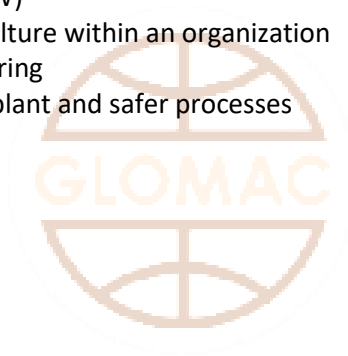 lture within an organization
ring
plant and safer processes
GLOMAC